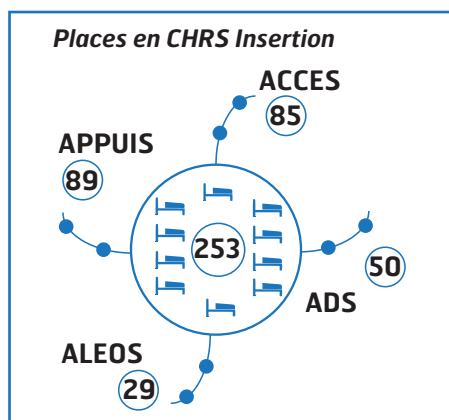 Places en CHRS Insertion
ACCES
85
APPUIS
89
253
50
ADS
ALEOS
29